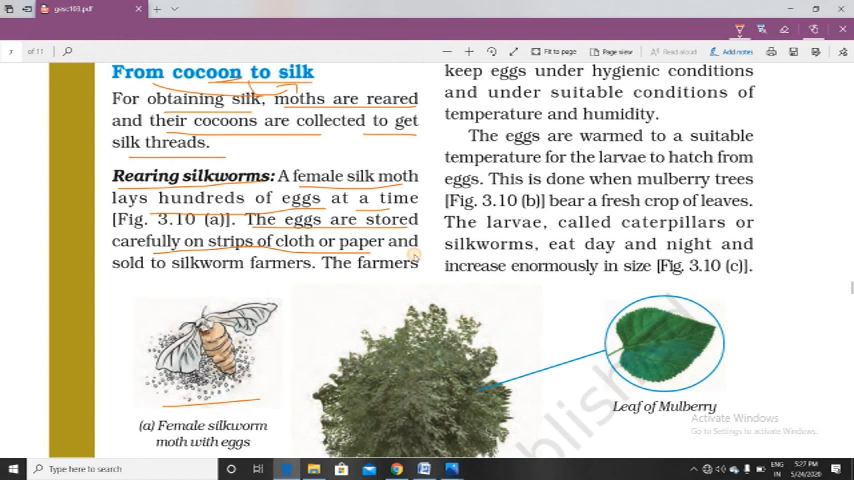 gesc103.pdf
7 of 11
Fit to page
Page view
Read aloud
Add notes
From cocoon to silk
For obtaining silk, moths are reared
and their cocoons are collected to get
silk threads.
Rearing silkworms: A female silk moth
lays hundreds of eggs at a time
[Fig. 3.10 (a)]. The eggs are stored
carefully on strips of cloth or paper and
sold to silkworm farmers. The farmers
keep eggs under hygienic conditions
and under suitable conditions of
temperature and humidity.
The eggs are warmed to a suitable
temperature for the larvae to hatch from
eggs. This is done when mulberry trees
[Fig. 3.10 (b)] bear a fresh crop of leaves.
The larvae, called caterpillars or
silkworms, eat day and night and
increase enormously in size [Fig. 3.10 (c)].
(a) Female silkworm
moth with eggs
Leaf of Mulberry
blished
Activate Windows
Go to Settings to activate Windows.
Type here to search
ENG
IN
5:27 PM
5/24/2020